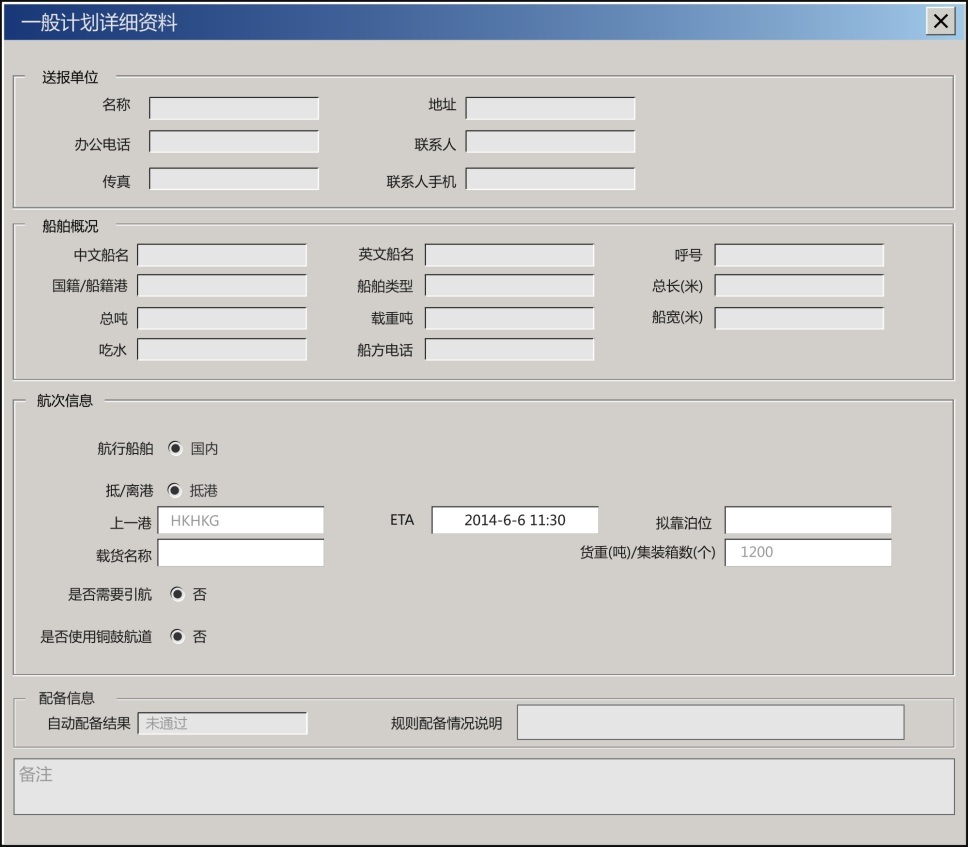 一般计划详细资料
送报单位
名称 地址
办公电话 联系人
传真 联系人手机
船舶概况
中文船名 英文船名 呼号
国籍/船籍港 船舶类型 总长(米)
总吨 载重吨 船宽(米)
吃水 船方电话
航次信息
航行船舶 国内
抵/离港 抵港
上一港 HKHKG ETA 2014-6-6 11:30 拟靠泊位
载货名称 货重(吨)/集装箱数(个) 1200
是否需要引航 否
是否使用铜鼓航道 否
配备信息
自动配备结果 未通过 规则配备情况说明
备注